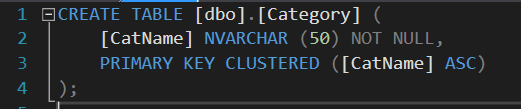 1 CREATE TABLE [dbo].[Category] (
2 [CatName] NVARCHAR (50) NOT NULL,
3 PRIMARY KEY CLUSTERED ([CatName] ASC)
4 );